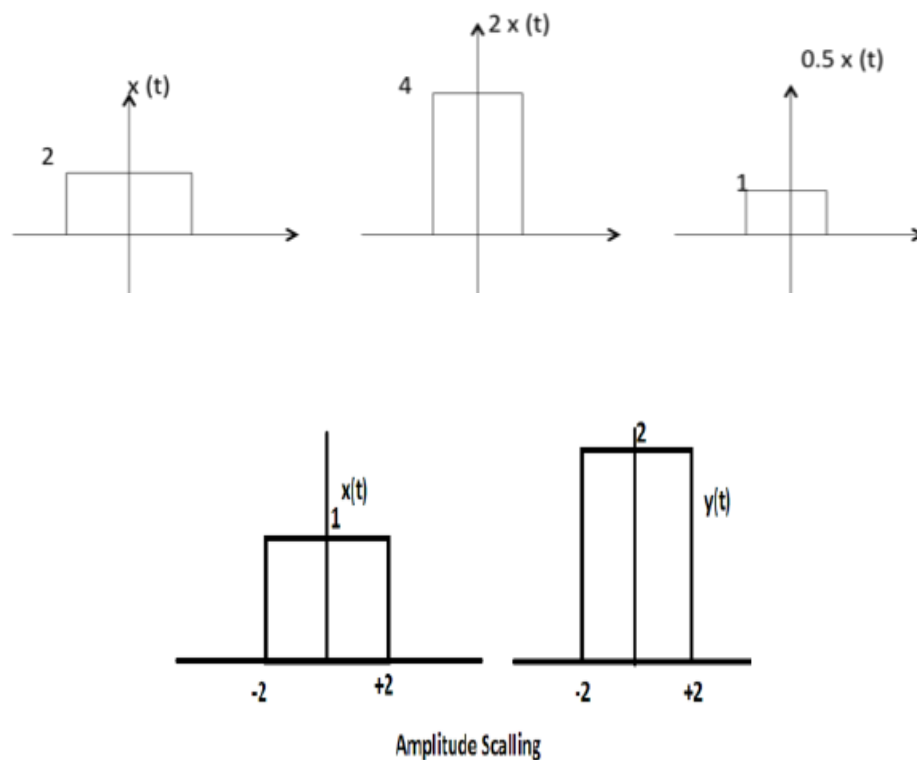 x (t)
2
2 x (t)
4
0.5 x (t)
1
x(t)
1
-2
+2
2
y(t)
-2
+2
Amplitude Scalling